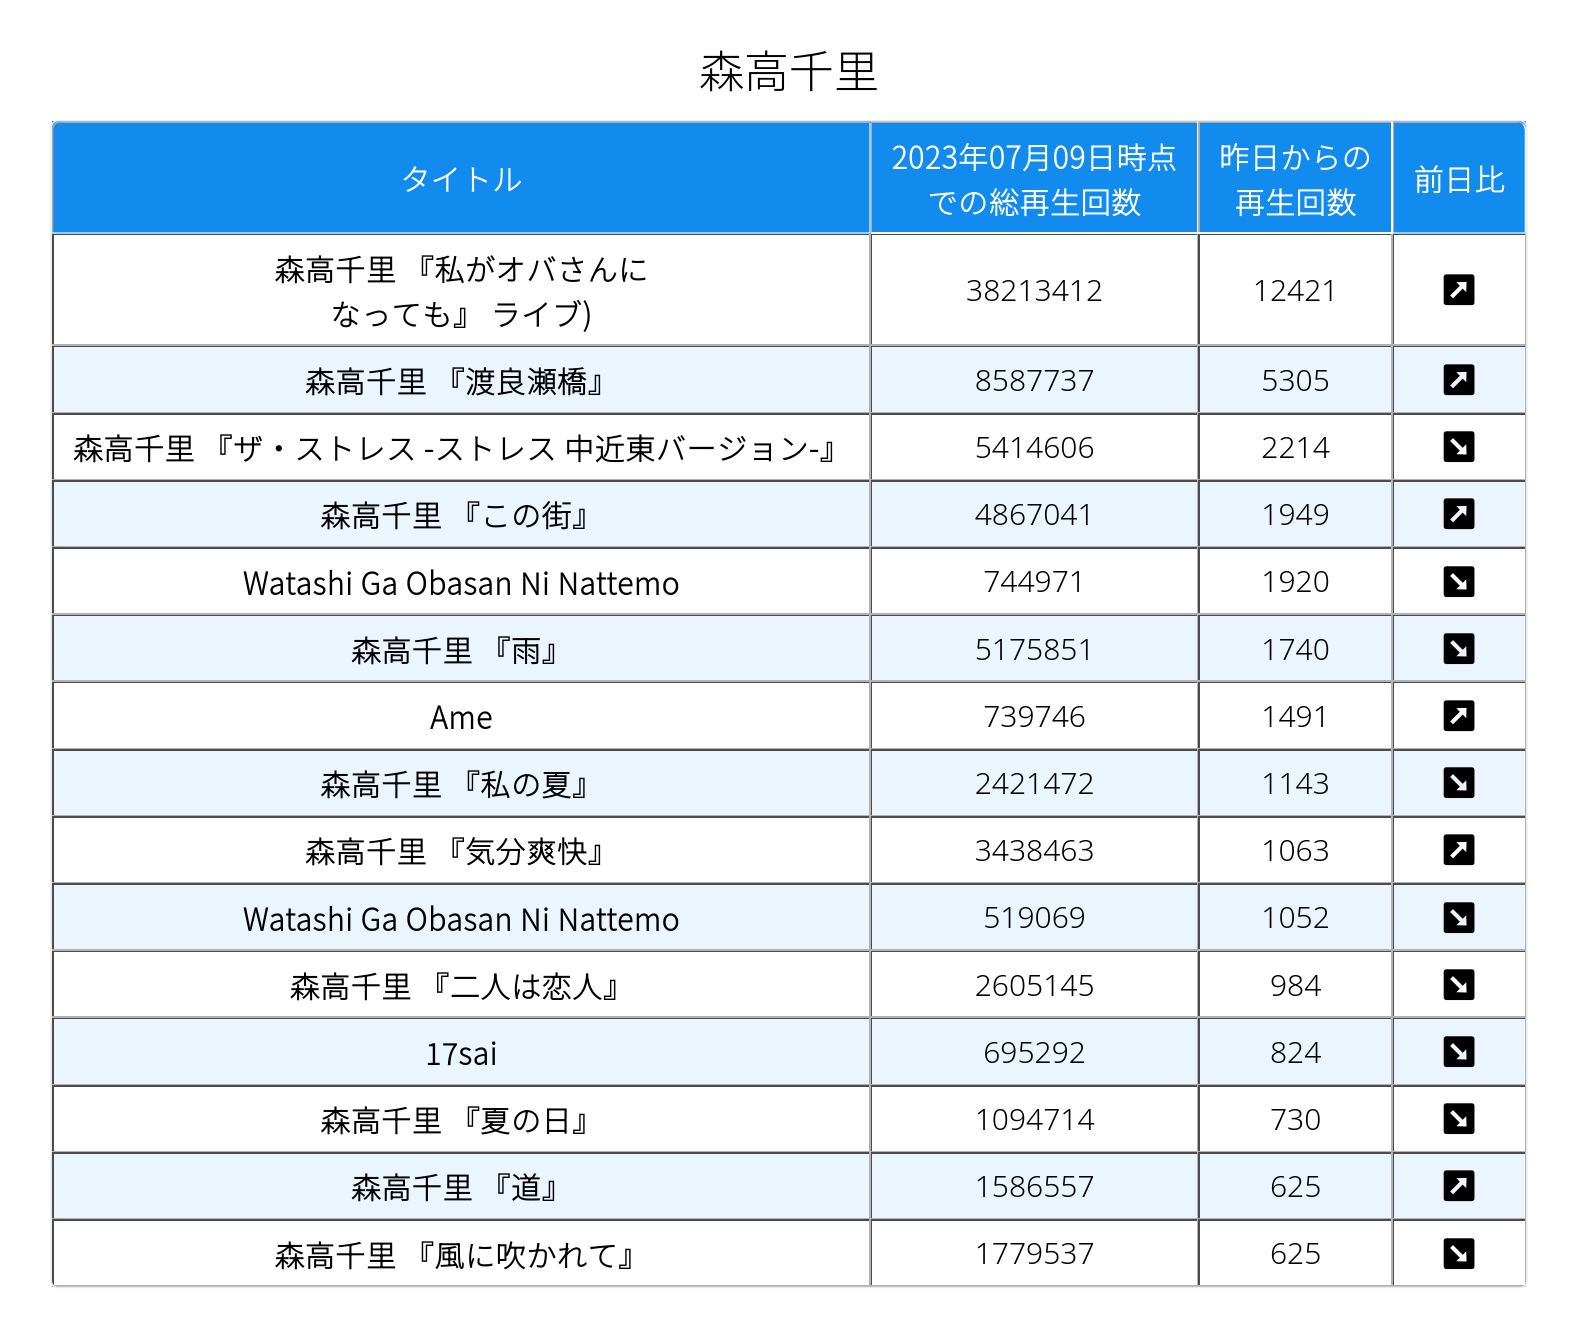 森高千里
タイトル
2023年07月09日時点
での総再生回数
昨日からの
再生回数
前日比
森高千里 『私がオバさんに
なっても』 ライブ)
38213412
12421
森高千里 『渡良瀬橋』
8587737
5305
森高千里 『ザ・ストレス -ストレス 中近東バージョン-』
5414606
2214
森高千里 『この街』
4867041
1949
Watashi Ga Obasan Ni Nattemo
744971
1920
森高千里 『雨』
5175851
1740
Ame
739746
1491
森高千里 『私の夏』
2421472
1143
森高千里 『気分爽快』
3438463
1063
Watashi Ga Obasan Ni Nattemo
519069
1052
森高千里 『二人は恋人』
2605145
984
17sai
695292
824
森高千里 『夏の日』
1094714
730
森高千里 『道』
1586557
625
森高千里 『風に吹かれて』
1779537
625